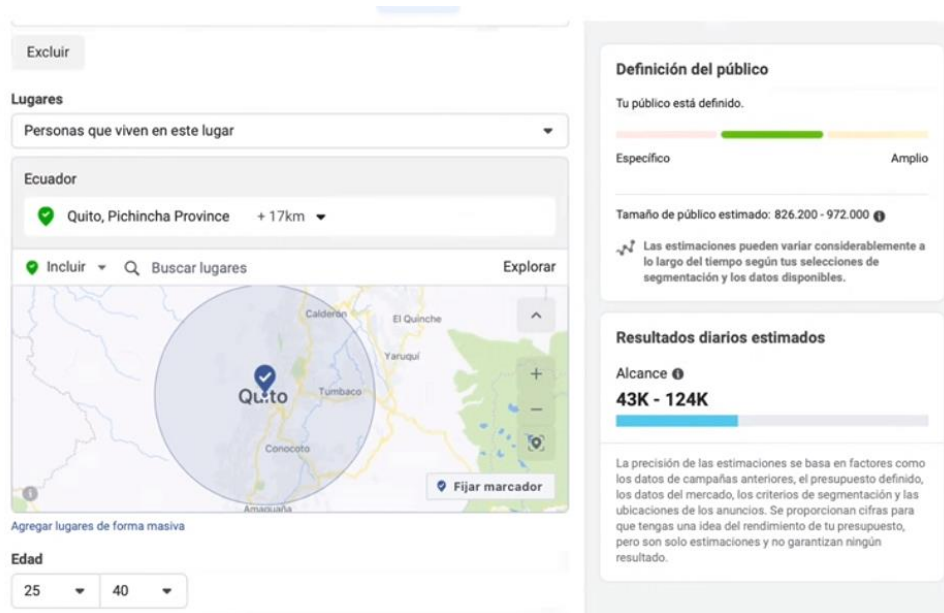 Excluir
Lugares
Personas que viven en este lugar
Ecuador
Quito, Pichincha Province + 17km
Incluir Buscar lugares Explorar
Calderón
El Quinche
Yaruquí
Quito
Tumbaco
Conocoto
Amaguaña
Fijar marcador
Agregar lugares de forma masiva
Edad
25 40
Definición del público
Tu público está definido.
Específico Amplio
Tamaño de público estimado: 826.200 - 972.000
Las estimaciones pueden variar considerablemente a
lo largo del tiempo según tus selecciones de
segmentación y los datos disponibles.
Resultados diarios estimados
Alcance
43K - 124K
La precisión de las estimaciones se basa en factores como
los datos de campañas anteriores, el presupuesto definido,
los datos del mercado, los criterios de segmentación y las
ubicaciones de los anuncios. Se proporcionan cifras para
que tengas una idea del rendimiento de tu presupuesto,
pero son solo estimaciones y no garantizan ningún
resultado.